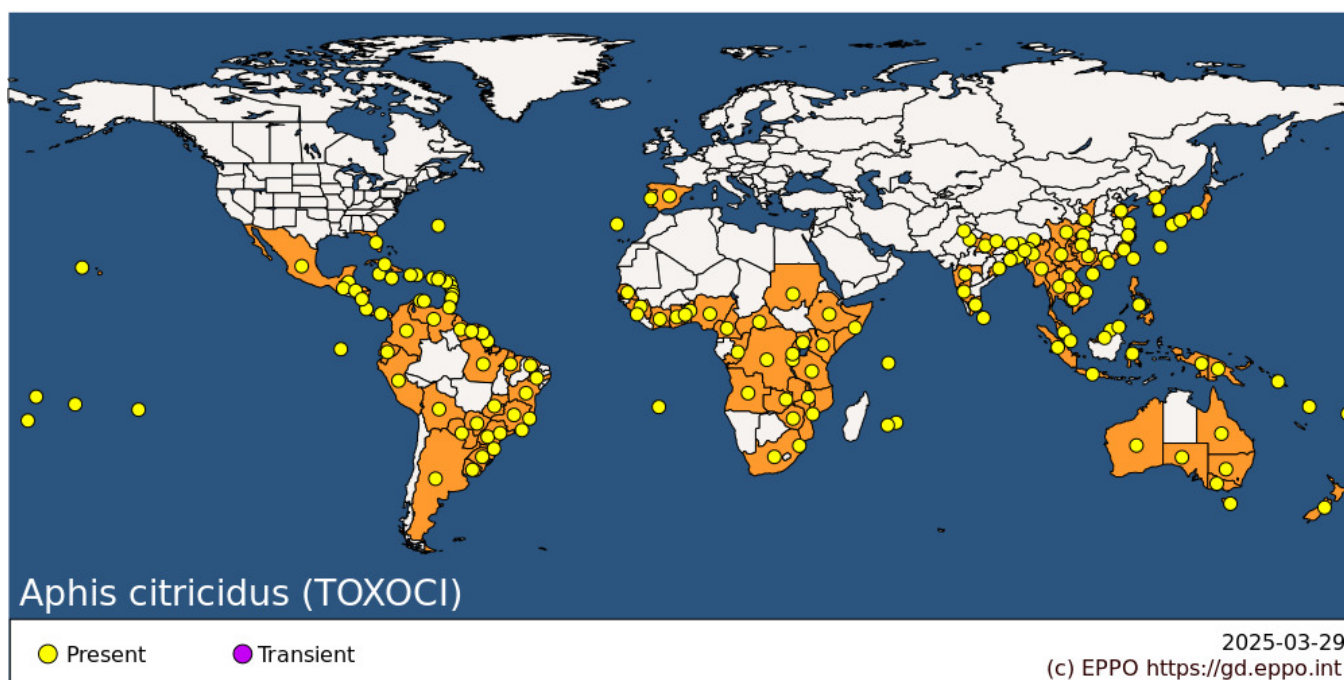 Aphis citricidus (TOXOCI)
Present
Transient
2025-03-29
(c) EPPO https://gd.eppo.int